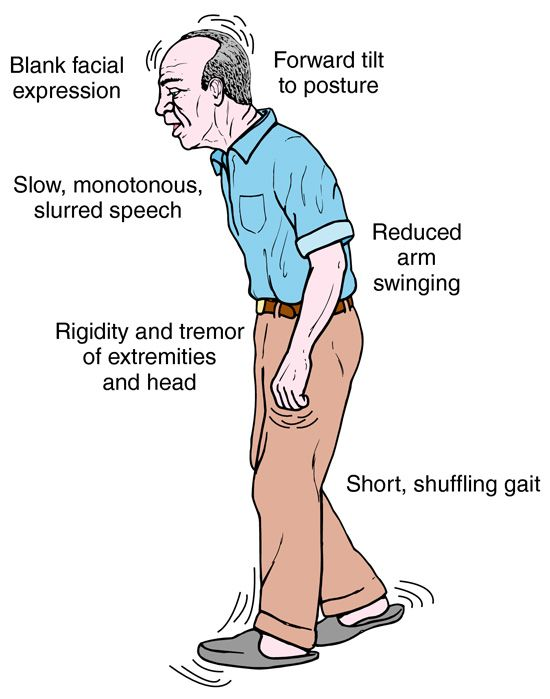 Blank facial
expression
Forward tilt
to posture
Slow, monotonous,
slurred speech
Reduced
arm
swinging
Rigidity and tremor
of extremities
and head
Short, shuffling gait